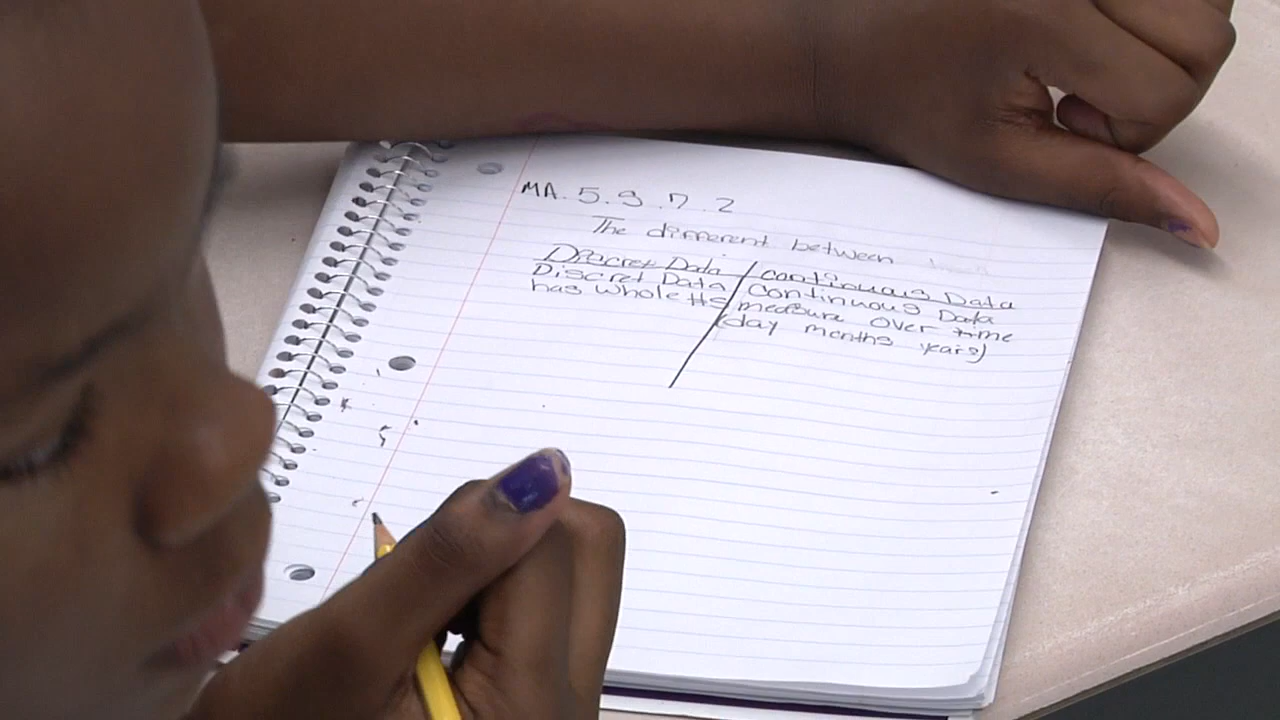 MA.5.S.7.2
The different between
Discret Data
Discret Data
has whole #s
continuous Data
continuous Data
measure over time
(day months years)